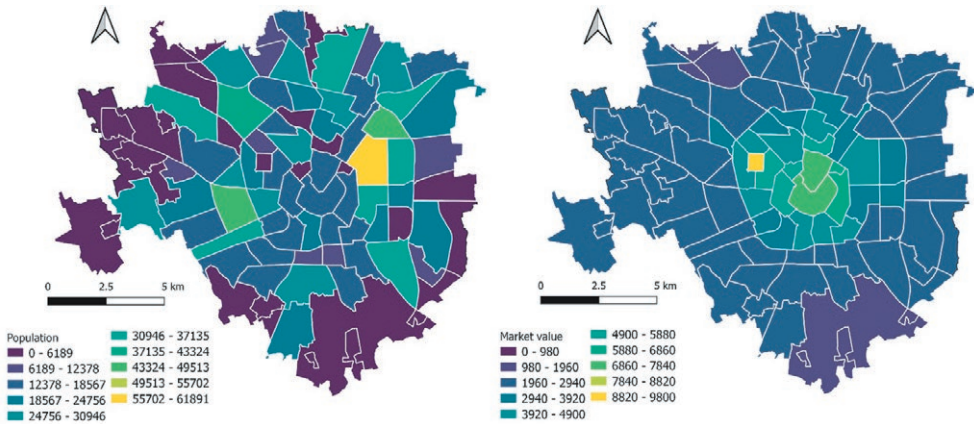 0 2.5 5 km
Population
0 - 6189
6189 - 12378
12378 - 18567
18567 - 24756
24756 - 30946
30946 - 37135
37135 - 43324
43324 - 49513
49513 - 55702
55702 - 61891
0 2.5 5 km
Market value
0 - 980
980 - 1960
1960 - 2940
2940 - 3920
3920 - 4900
4900 - 5880
5880 - 6860
6860 - 7840
7840 - 8820
8820 - 9800